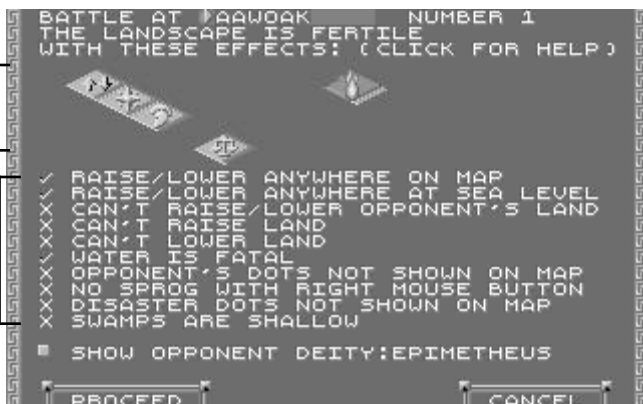 BATTLE AT AAWOAK NUMBER 1
THE LANDSCAPE IS FERTILE
WITH THESE EFFECTS: (CLICK FOR HELP)
✓ RAISE/LOWER ANYWHERE ON MAP
✓ RAISE/LOWER ANYWHERE AT SEA LEVEL
X CAN'T RAISE/LOWER OPPONENT'S LAND
X CAN'T RAISE LAND
X CAN'T LOWER LAND
✓ WATER IS FATAL
X OPPONENT'S DOTS NOT SHOWN ON MAP
X NO SPROG WITH RIGHT MOUSE BUTTON
X DISASTER DOTS NOT SHOWN ON MAP
X SWAMPS ARE SHALLOW
SHOW OPPONENT DEITY:EPIMETHEUS
PROCEED CANCEL